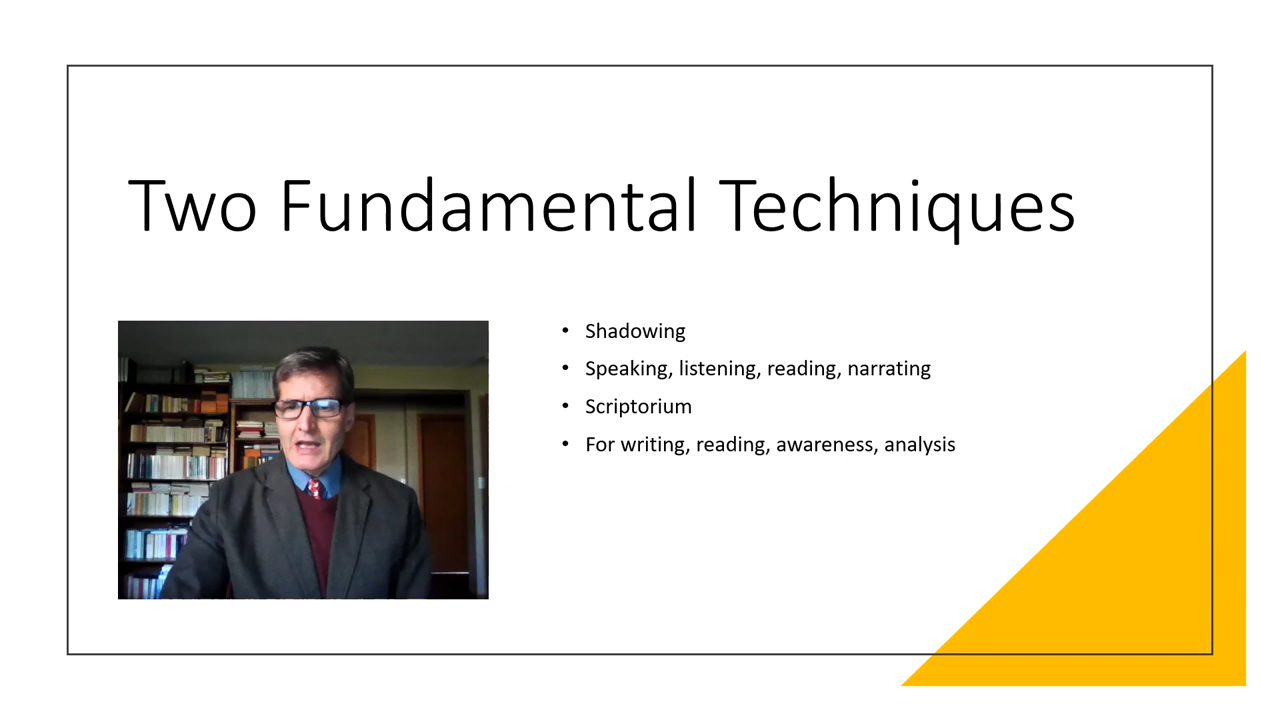 Two Fundamental Techniques
• Shadowing
• Speaking, listening, reading, narrating
• Scriptorium
• For writing, reading, awareness, analysis